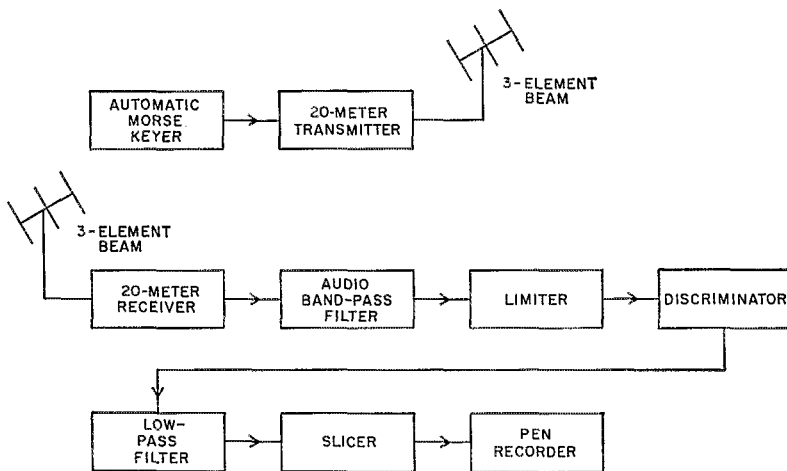 AUTOMATIC
MORSE
KEYER
20-METER
TRANSMITTER
3-ELEMENT
BEAM
3-ELEMENT
BEAM
20-METER
RECEIVER
AUDIO
BAND-PASS
FILTER
LIMITER
DISCRIMINATOR
LOW-
PASS
FILTER
SLICER
PEN
RECORDER